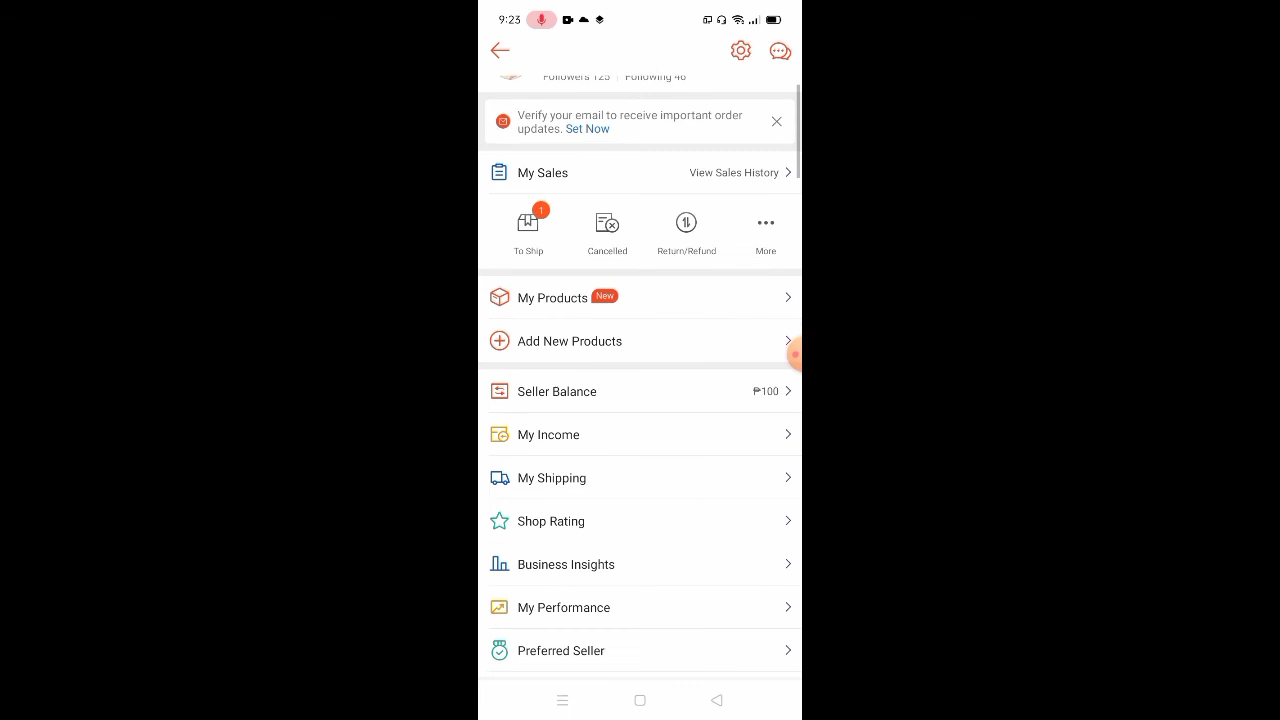 9:23
Followers 125 Following 46
Verify your email to receive important order
updates. Set Now
My Sales View Sales History
1
To Ship Cancelled Return/Refund More
My Products New
Add New Products
Seller Balance ₱100
My Income
My Shipping
Shop Rating
Business Insights
My Performance
Preferred Seller